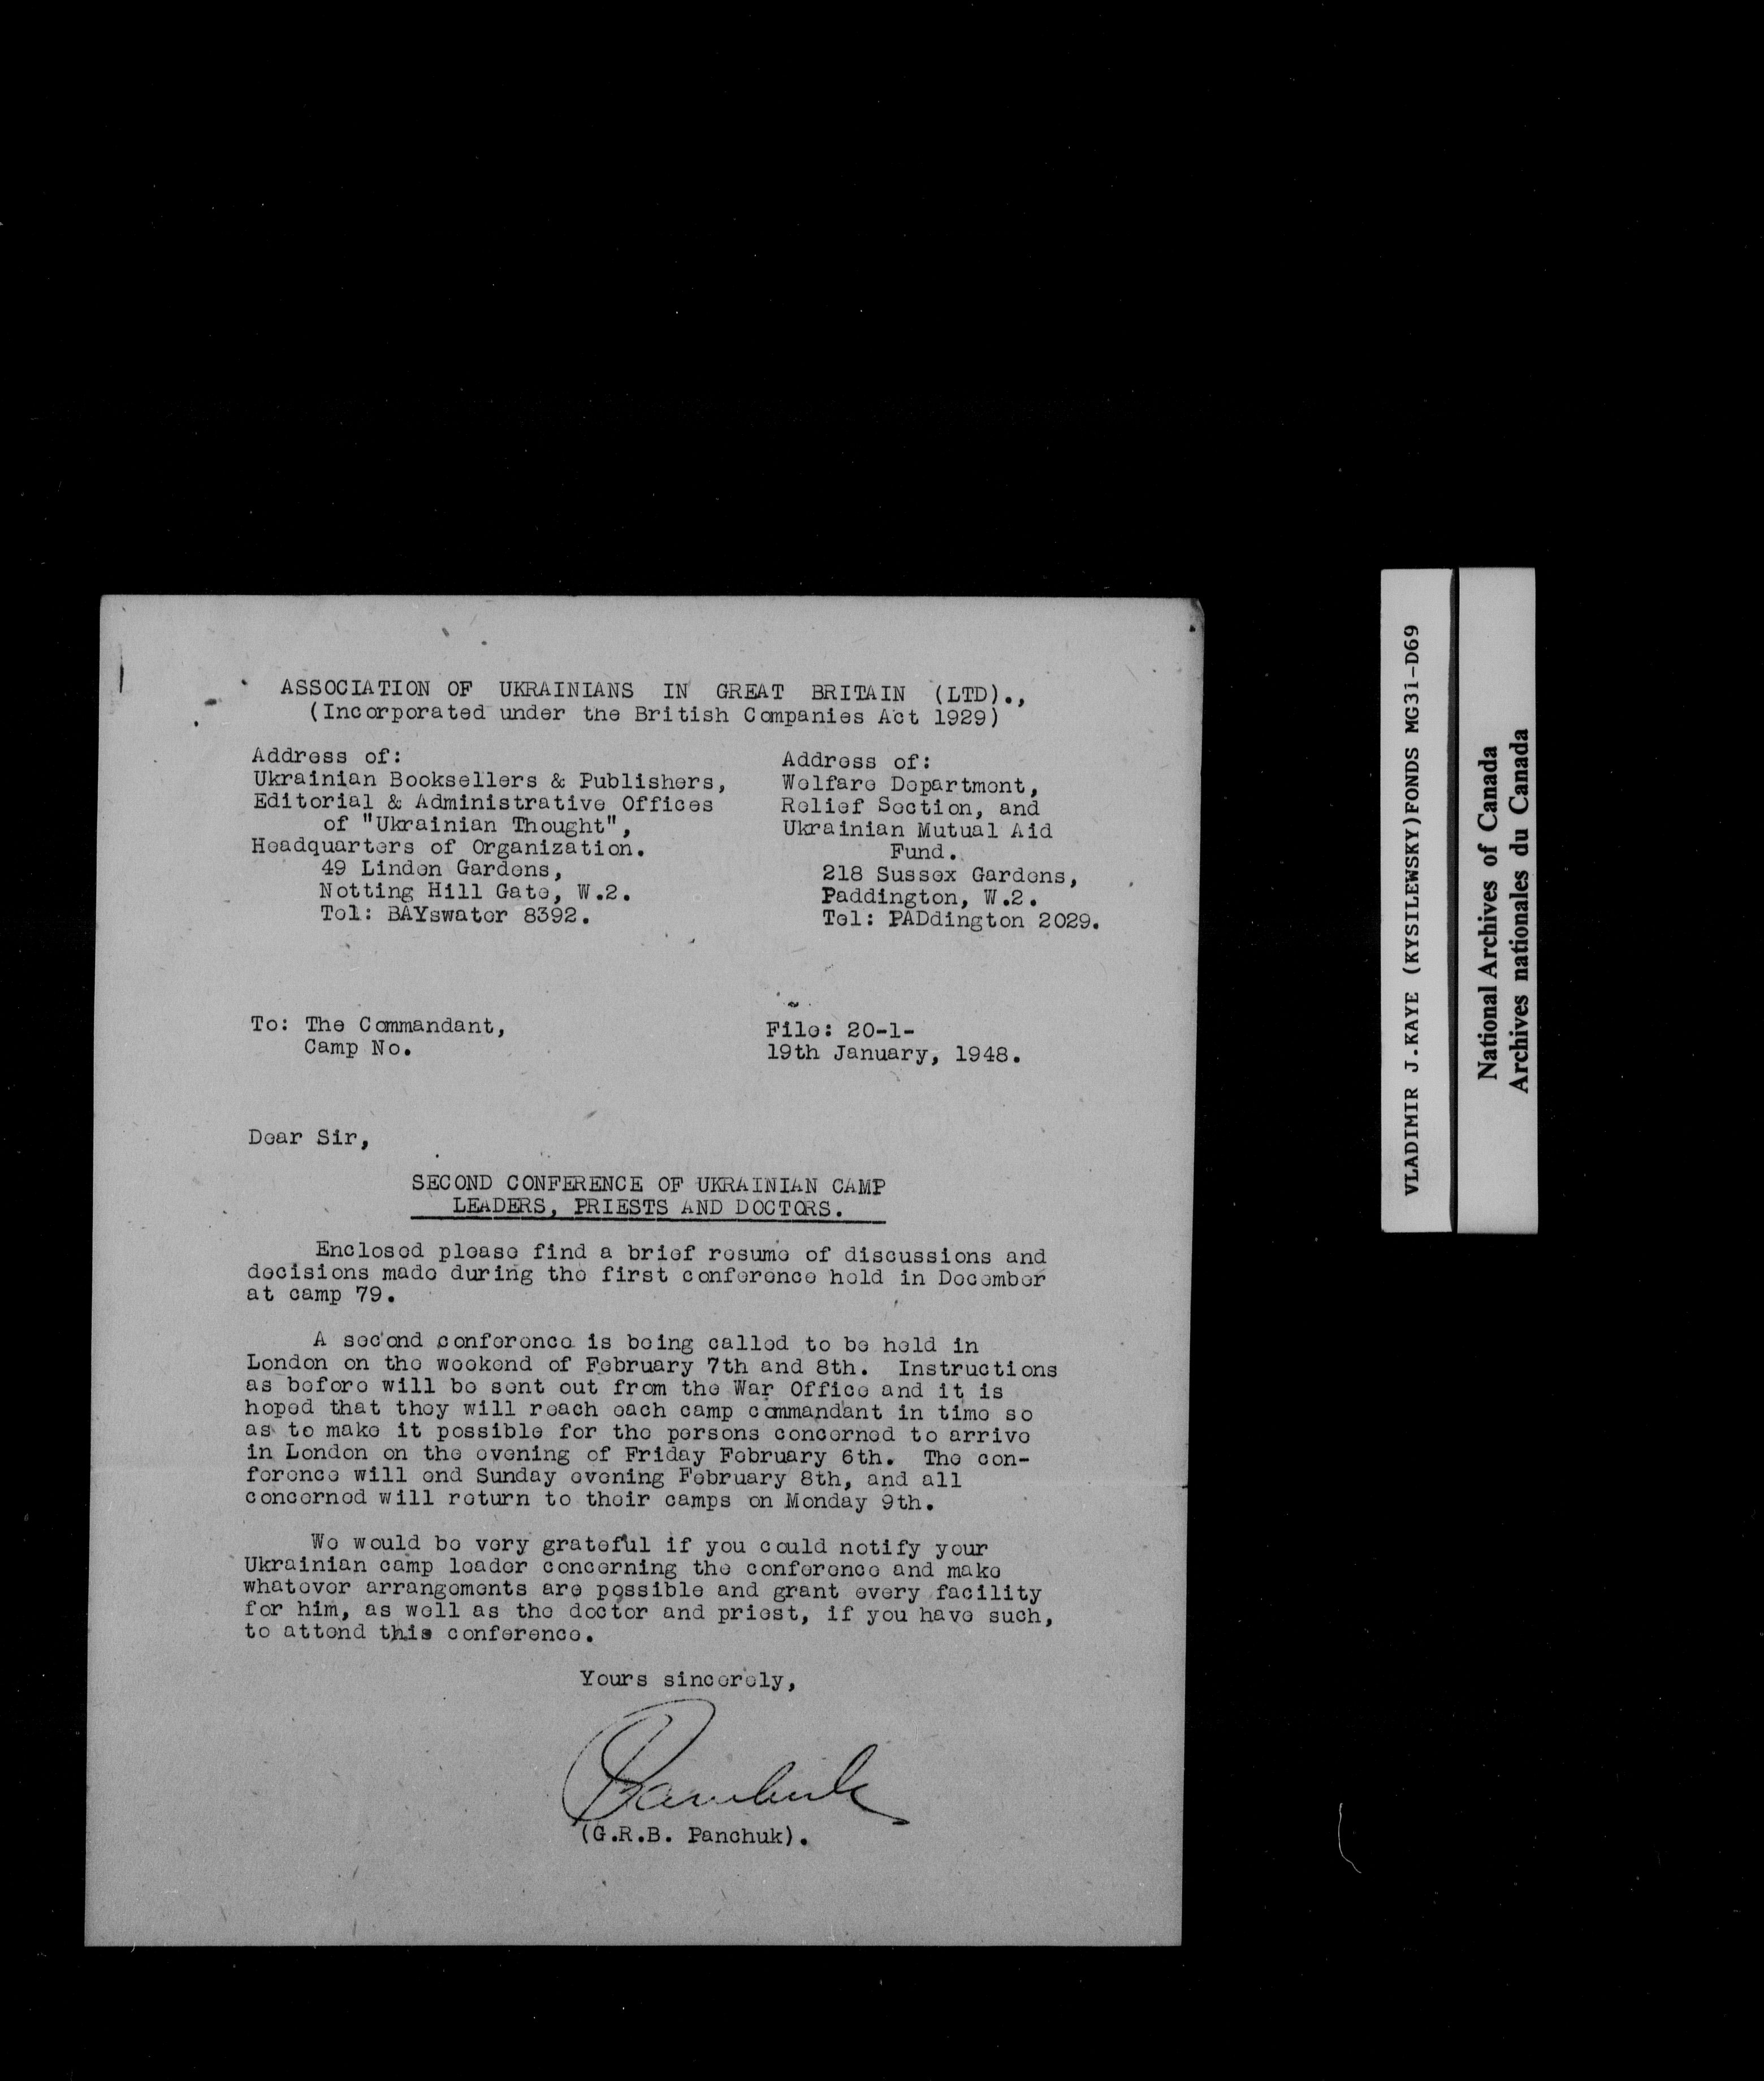 ASSOCIATION OF UKRAINIANS IN GREAT BRITAIN (LTD).,
(Incorporated under the British Companies Act 1929)
Address of:
Ukrainian Booksellers & Publishers,
Editorial & Administrative Offices
of "Ukrainian Thought",
Headquarters of Organization.
49 Linden Gardens,
Notting Hill Gate, W.2.
Tel: BAYswater 8392.
Address of:
Welfare Department,
Relief Section, and
Ukrainian Mutual Aid
Fund.
218 Sussex Gardens,
Paddington, W.2.
Tel: PADdington 2029.
To: The Commandant,
Camp No.
File: 20-1-
19th January, 1948.
Dear Sir,
SECOND CONFERENCE OF UKRAINIAN CAMP
LEADERS, PRIESTS AND DOCTORS.
Enclosed please find a brief resume of discussions and
decisions made during the first conference held in December
at camp 79.
A second conference is being called to be held in
London on the weekend of February 7th and 8th. Instructions
as before will be sent out from the War Office and it is
hoped that they will reach each camp commandant in time so
as to make it possible for the persons concerned to arrive
in London on the evening of Friday February 6th. The con-
ference will end Sunday evening February 8th, and all
concerned will return to their camps on Monday 9th.
We would be very grateful if you could notify your
Ukrainian camp leader concerning the conference and make
whatever arrangements are possible and grant every facility
for him, as well as the doctor and priest, if you have such,
to attend this conference.
Yours sincerely,
Panchuk
(G.R.B. Panchuk).
VLADIMIR J.KAYE (KYSILEWSKY)FONDS MG31-D69
National Archives of Canada
Archives nationales du Canada